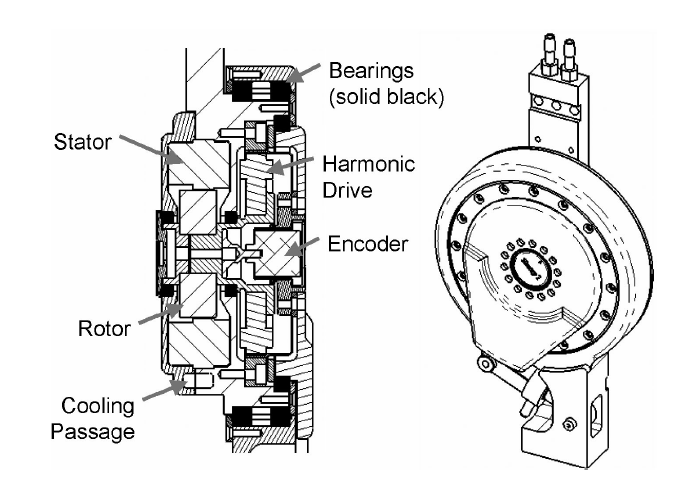 Bearings
(solid black)
Stator
Harmonic
Drive
Encoder
Rotor
Cooling
Passage